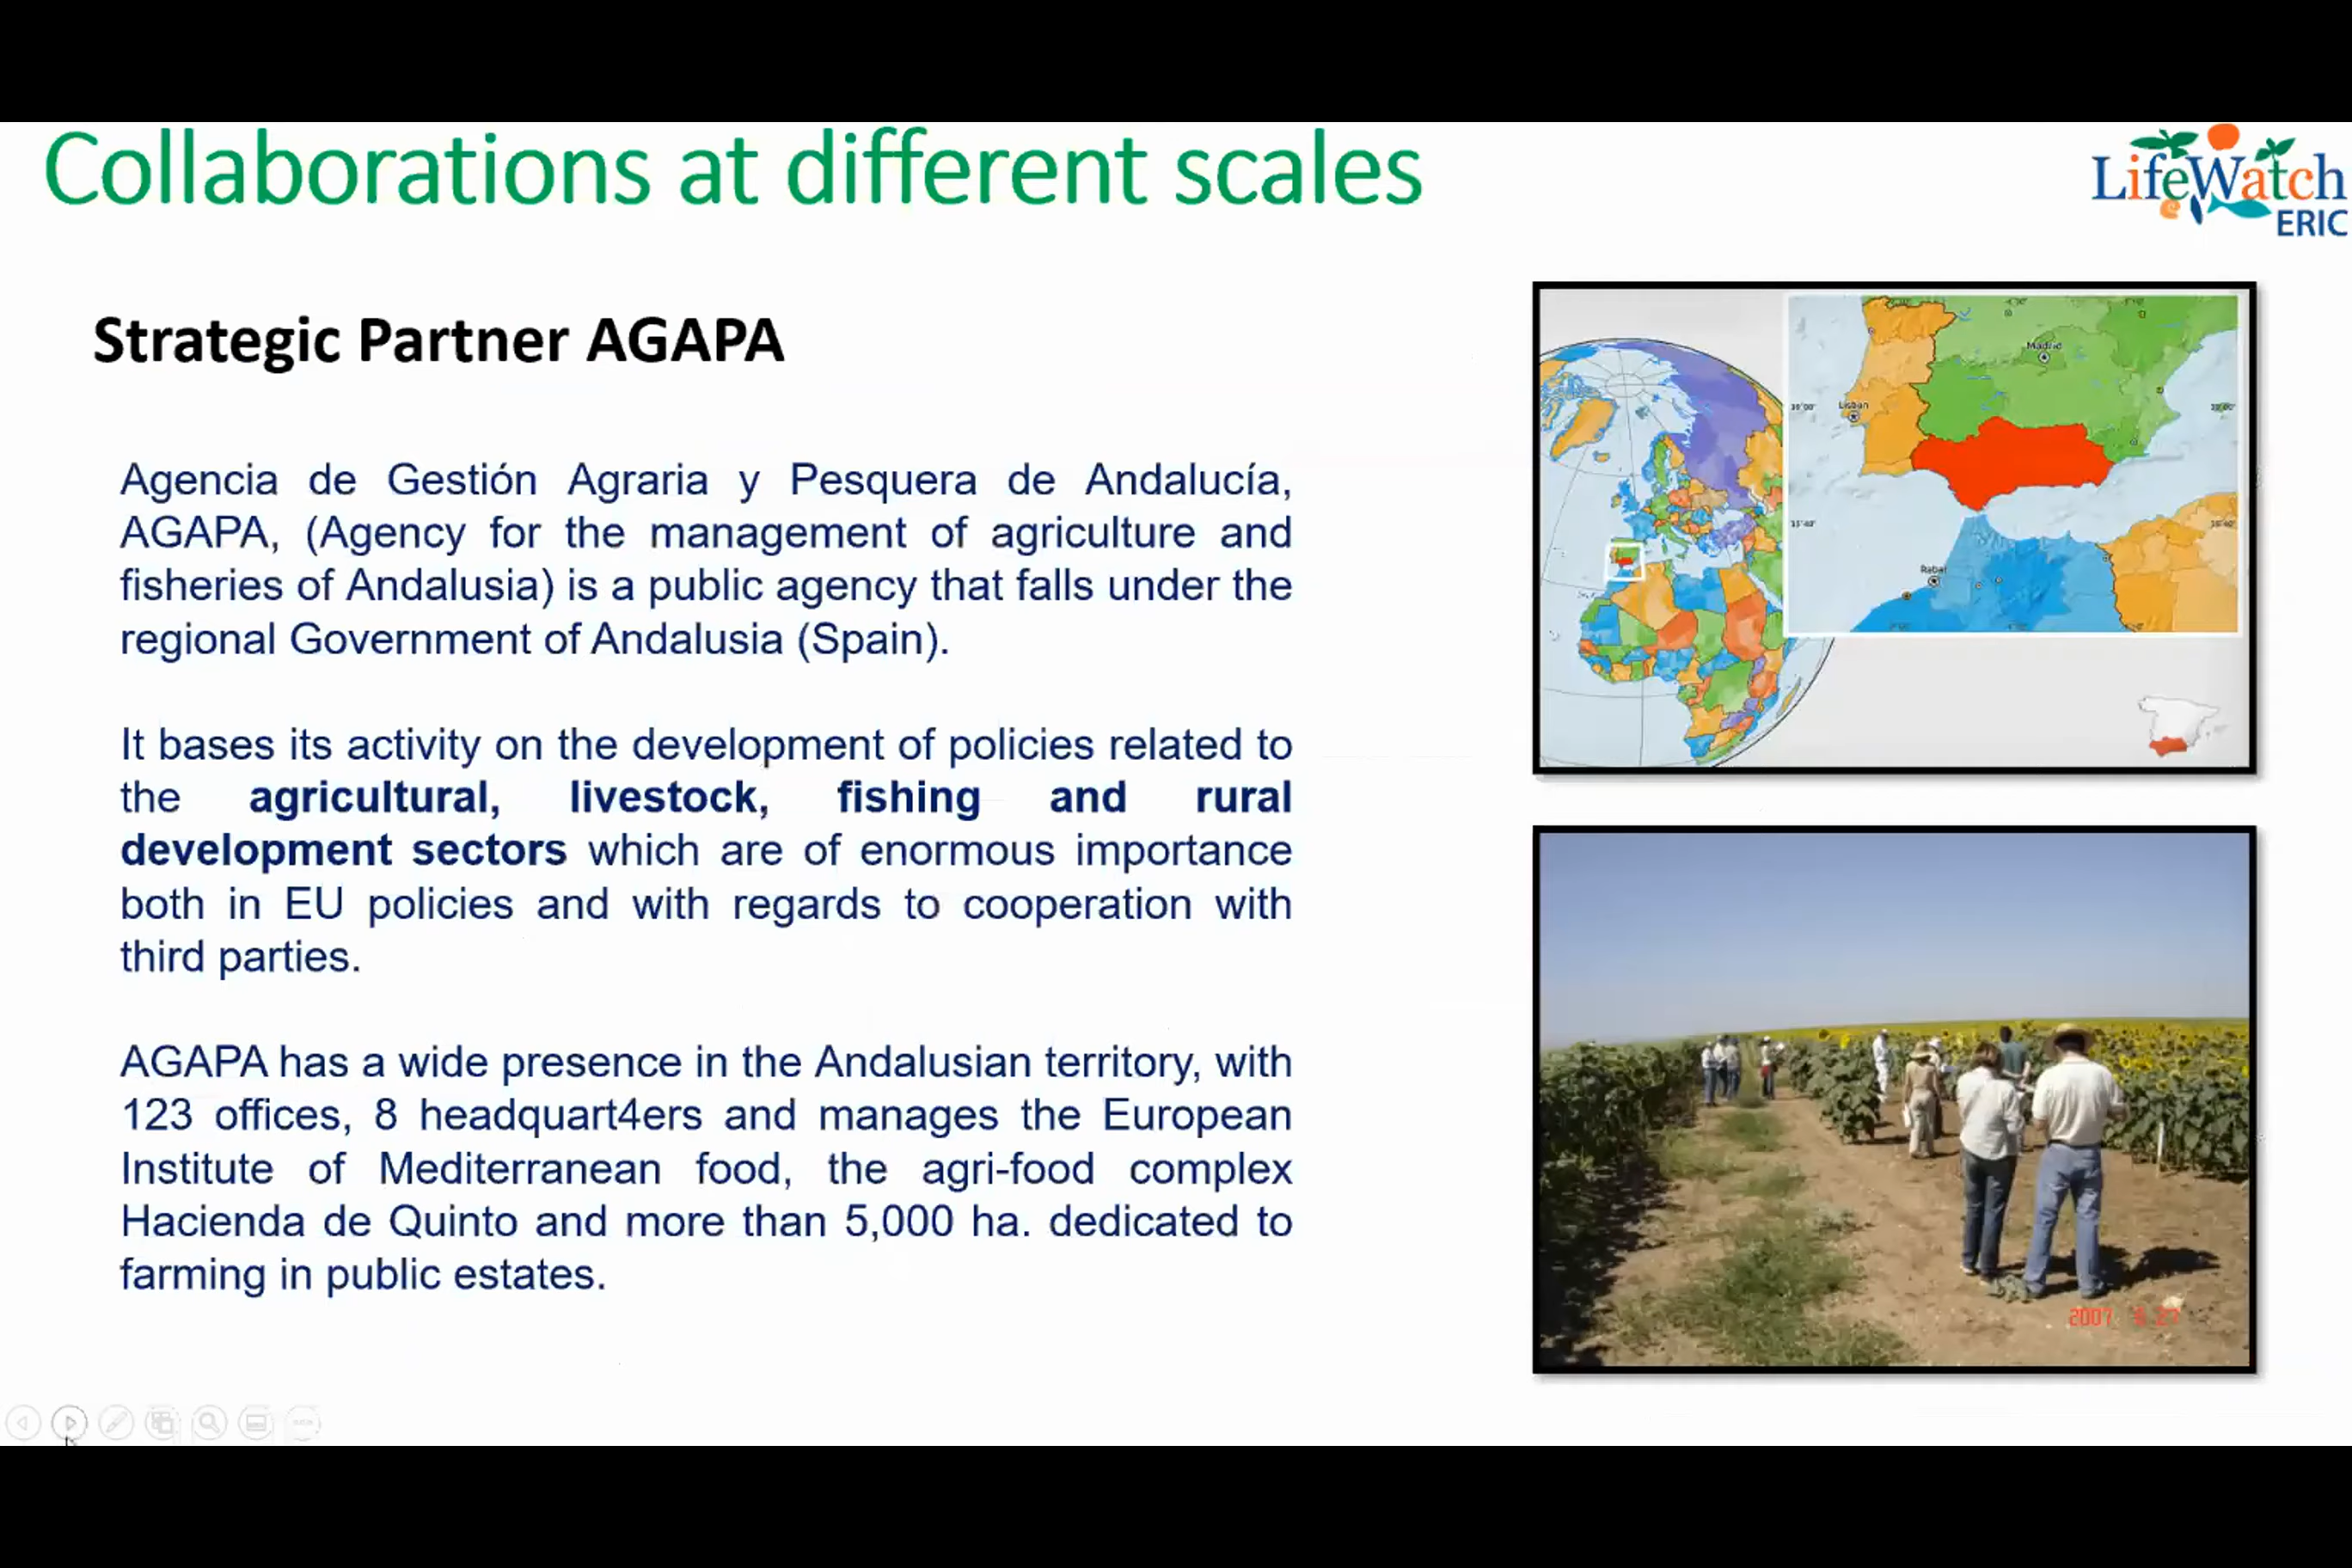 Collaborations at different scales
LifeWatch
ERIC
Strategic Partner AGAPA
Agencia de Gestión Agraria y Pesquera de Andalucía,
AGAPA, (Agency for the management of agriculture and
fisheries of Andalusia) is a public agency that falls under the
regional Government of Andalusia (Spain).
It bases its activity on the development of policies related to
the agricultural, livestock, fishing and rural
development sectors which are of enormous importance
both in EU policies and with regards to cooperation with
third parties.
AGAPA has a wide presence in the Andalusian territory, with
123 offices, 8 headquart4ers and manages the European
Institute of Mediterranean food, the agri-food complex
Hacienda de Quinto and more than 5,000 ha. dedicated to
farming in public estates.
Madrid
Lisbon
Rabat
2007